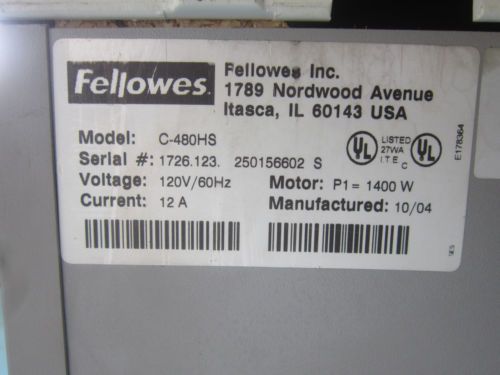 Fellowes.
Fellowes Inc.
1789 Nordwood Avenue
Itasca, IL 60143 USA
Model: C-480HS
Serial #: 1726.123. 250156602 S
Voltage: 120V/60Hz Motor: P1 = 1400 W
Current: 12 A Manufactured: 10/04
UL LISTED UL
27WA
I.T.E. C
E178364
SES